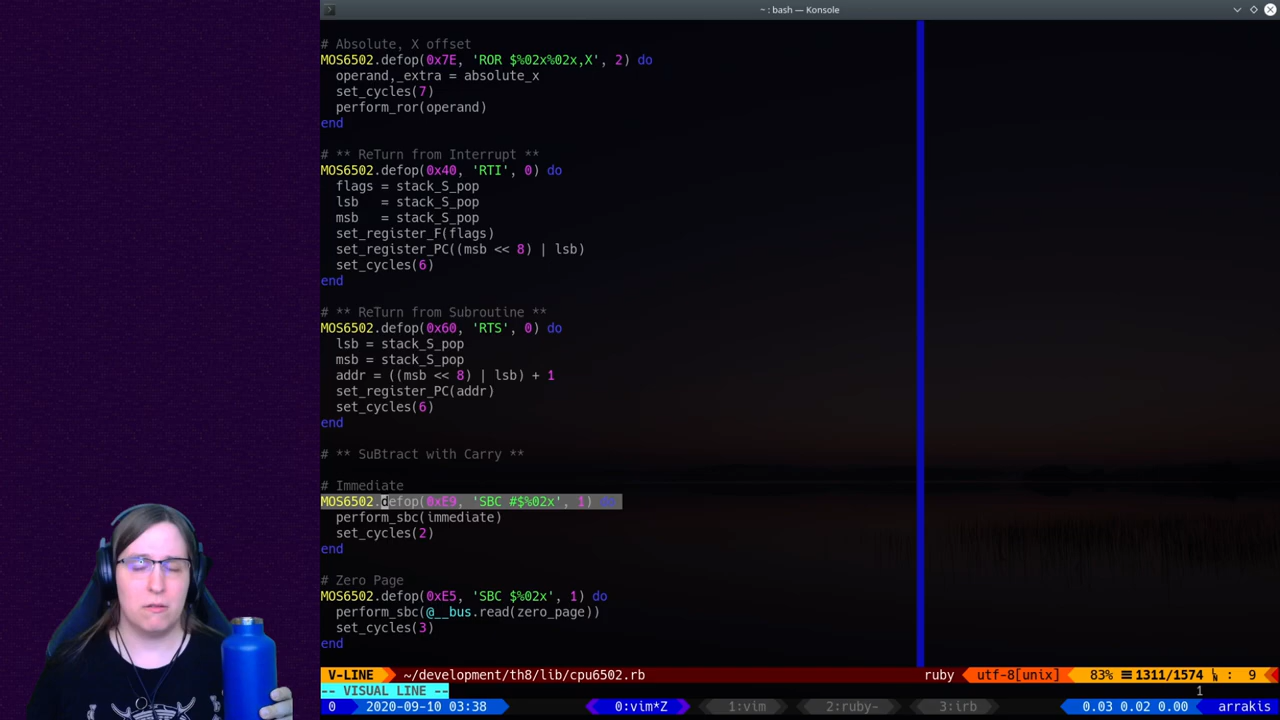 ~ : bash — Konsole
# Absolute, X offset
MOS6502.defop(0x7E, 'ROR $%02x%02x,X', 2) do
  operand,_extra = absolute_x
  set_cycles(7)
  perform_ror(operand)
end
# ** ReTurn from Interrupt **
MOS6502.defop(0x40, 'RTI', 0) do
  flags = stack_S_pop
  lsb   = stack_S_pop
  msb   = stack_S_pop
  set_register_F(flags)
  set_register_PC((msb << 8) | lsb)
  set_cycles(6)
end
# ** ReTurn from Subroutine **
MOS6502.defop(0x60, 'RTS', 0) do
  lsb = stack_S_pop
  msb = stack_S_pop
  addr = ((msb << 8) | lsb) + 1
  set_register_PC(addr)
  set_cycles(6)
end
# ** SuBtract with Carry **
# Immediate
MOS6502.defop(0xE9, 'SBC #$%02x', 1) do
  perform_sbc(immediate)
  set_cycles(2)
end
# Zero Page
MOS6502.defop(0xE5, 'SBC $%02x', 1) do
  perform_sbc(@__bus.read(zero_page))
  set_cycles(3)
end
V-LINE ~/development/th8/lib/cpu6502.rb ruby utf-8[unix] 83% 1311/1574 : 9
-- VISUAL LINE -- 1
0 2020-09-10 03:38 0:vim*Z 1:vim 2:ruby- 3:irb 0.03 0.02 0.00 arrakis